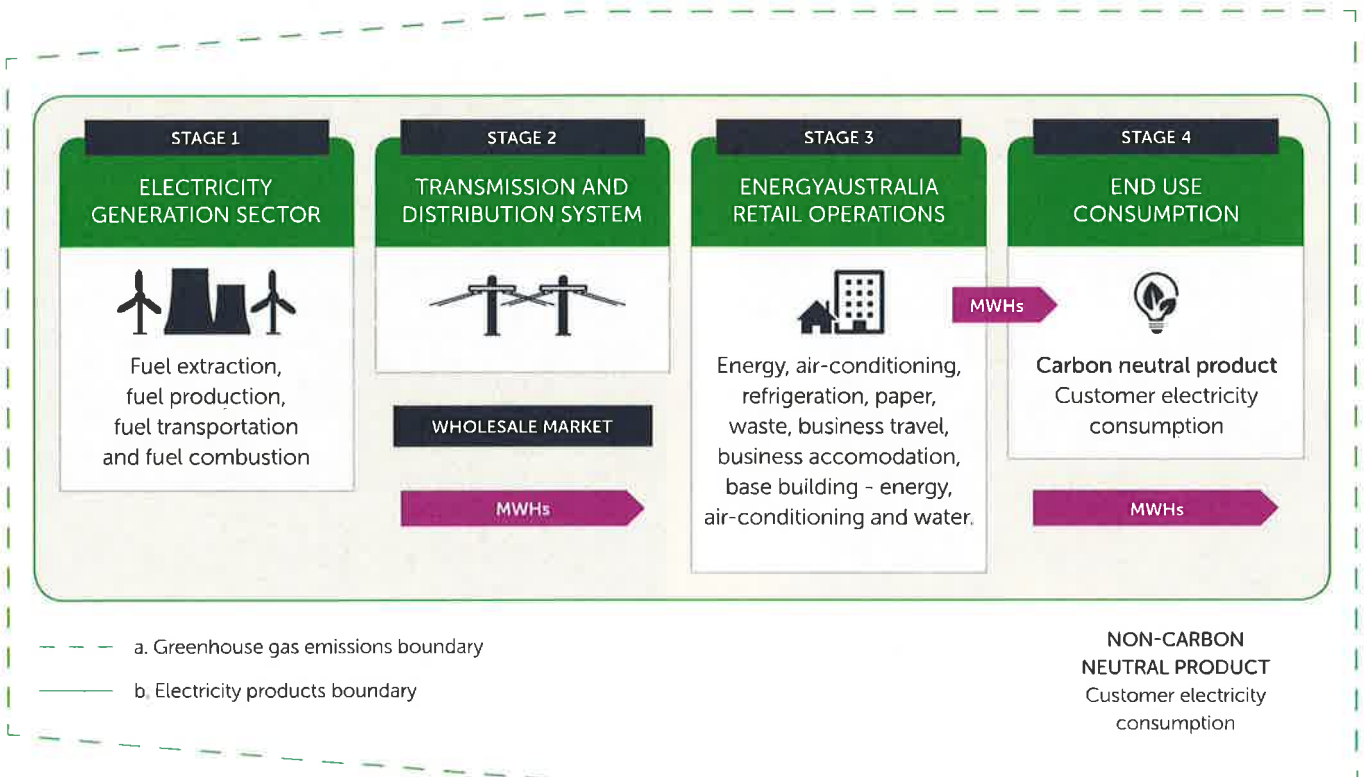 STAGE 1
ELECTRICITY
GENERATION SECTOR
Fuel extraction,
fuel production,
fuel transportation
and fuel combustion
STAGE 2
TRANSMISSION AND
DISTRIBUTION SYSTEM
WHOLESALE MARKET
MWHs
STAGE 3
ENERGYAUSTRALIA
RETAIL OPERATIONS
Energy, air-conditioning,
refrigeration, paper,
waste, business travel,
business accomodation,
base building - energy,
air-conditioning and water.
MWHs
STAGE 4
END USE
CONSUMPTION
Carbon neutral product
Customer electricity
consumption
MWHs
a. Greenhouse gas emissions boundary
b. Electricity products boundary
NON-CARBON
NEUTRAL PRODUCT
Customer electricity
consumption